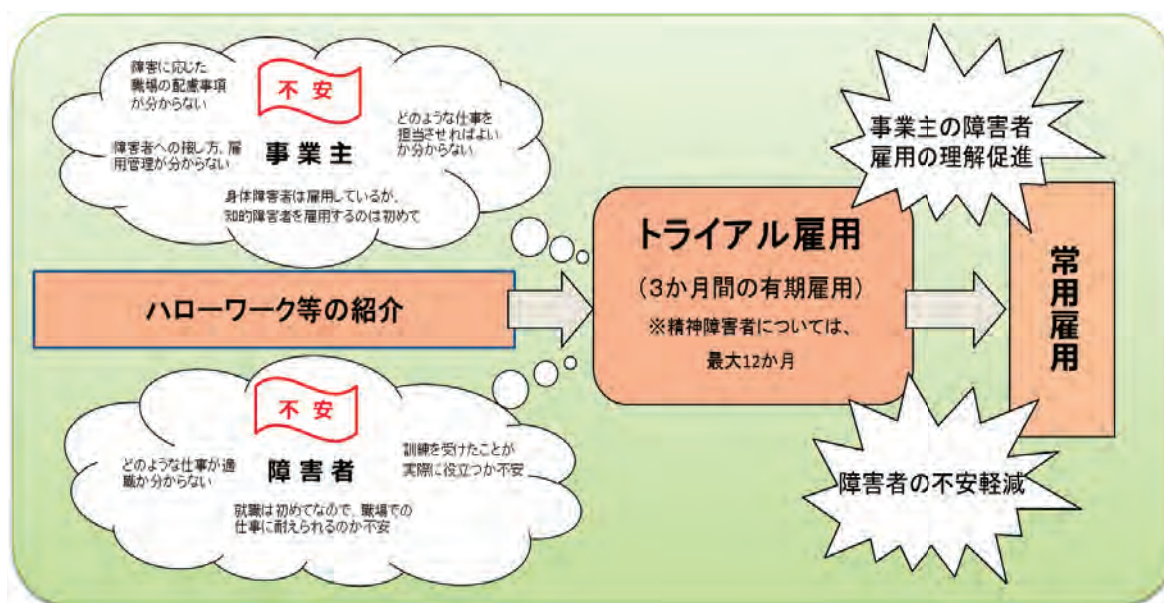 障害に応じた
職場の配慮事項
が分からない
不安
どのような仕事を
担当させればよい
か分からない
障害者への接し方、雇
用管理が分からない
事業主
身体障害者は雇用しているが、
知的障害者を雇用するのは初めて
ハローワーク等の紹介
不安
障害者
どのような仕事が適
職か分からない
訓練を受けたことが
実際に役立つか不安
就職は初めてなので、職場での
仕事に耐えられるのか不安
トライアル雇用
（3か月間の有期雇用）
※精神障害者については、
最大12か月
事業主の障害者
雇用の理解促進
障害者の不安軽減
常用雇用